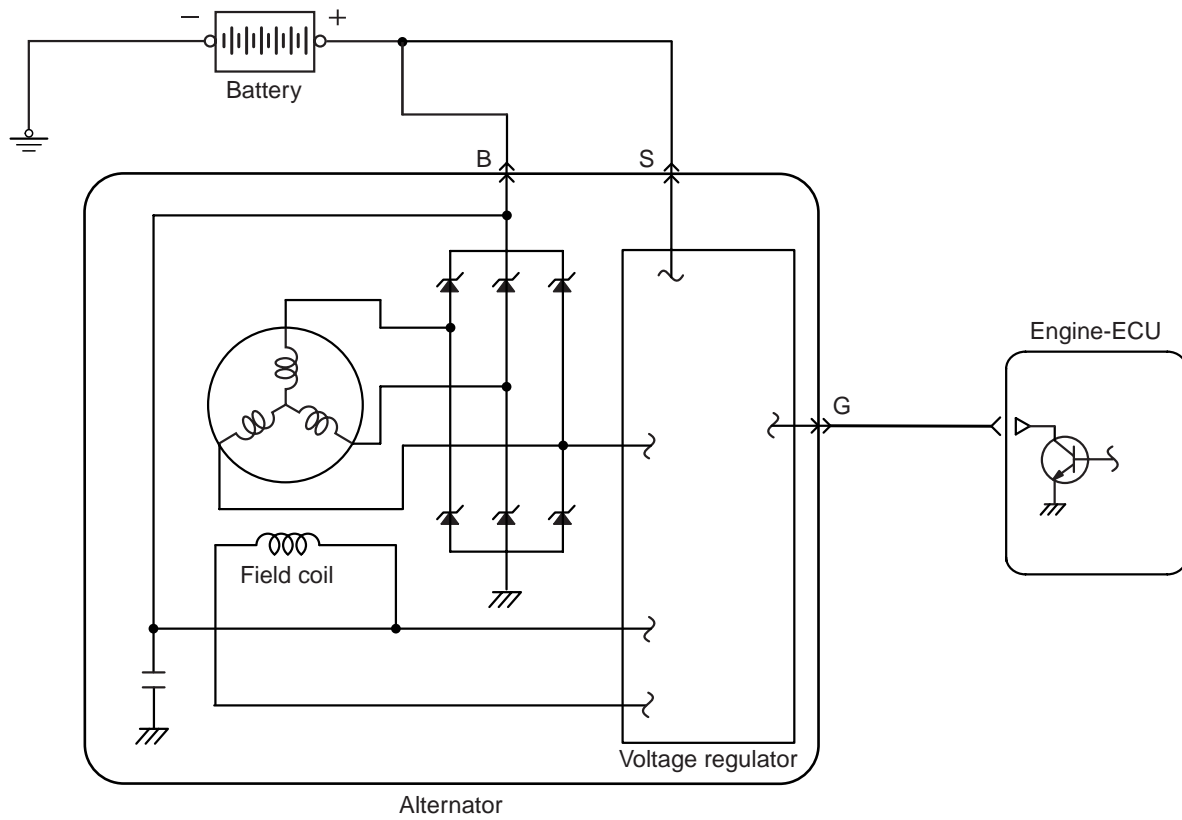 − +
Battery
B
S
Engine-ECU
G
Field coil
Voltage regulator
Alternator